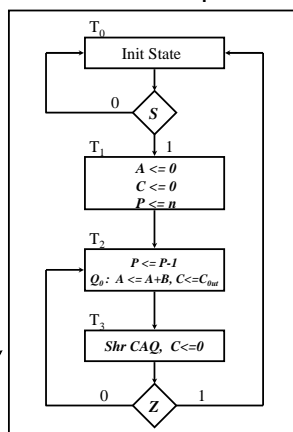 T0
Init State
0
S
T1
1
A <= 0
C <= 0
P <= n
T2
P <= P-1
Q0 : A <= A+B, C<=C0ut
T3
Shr CAQ, C<=0
0
Z
1